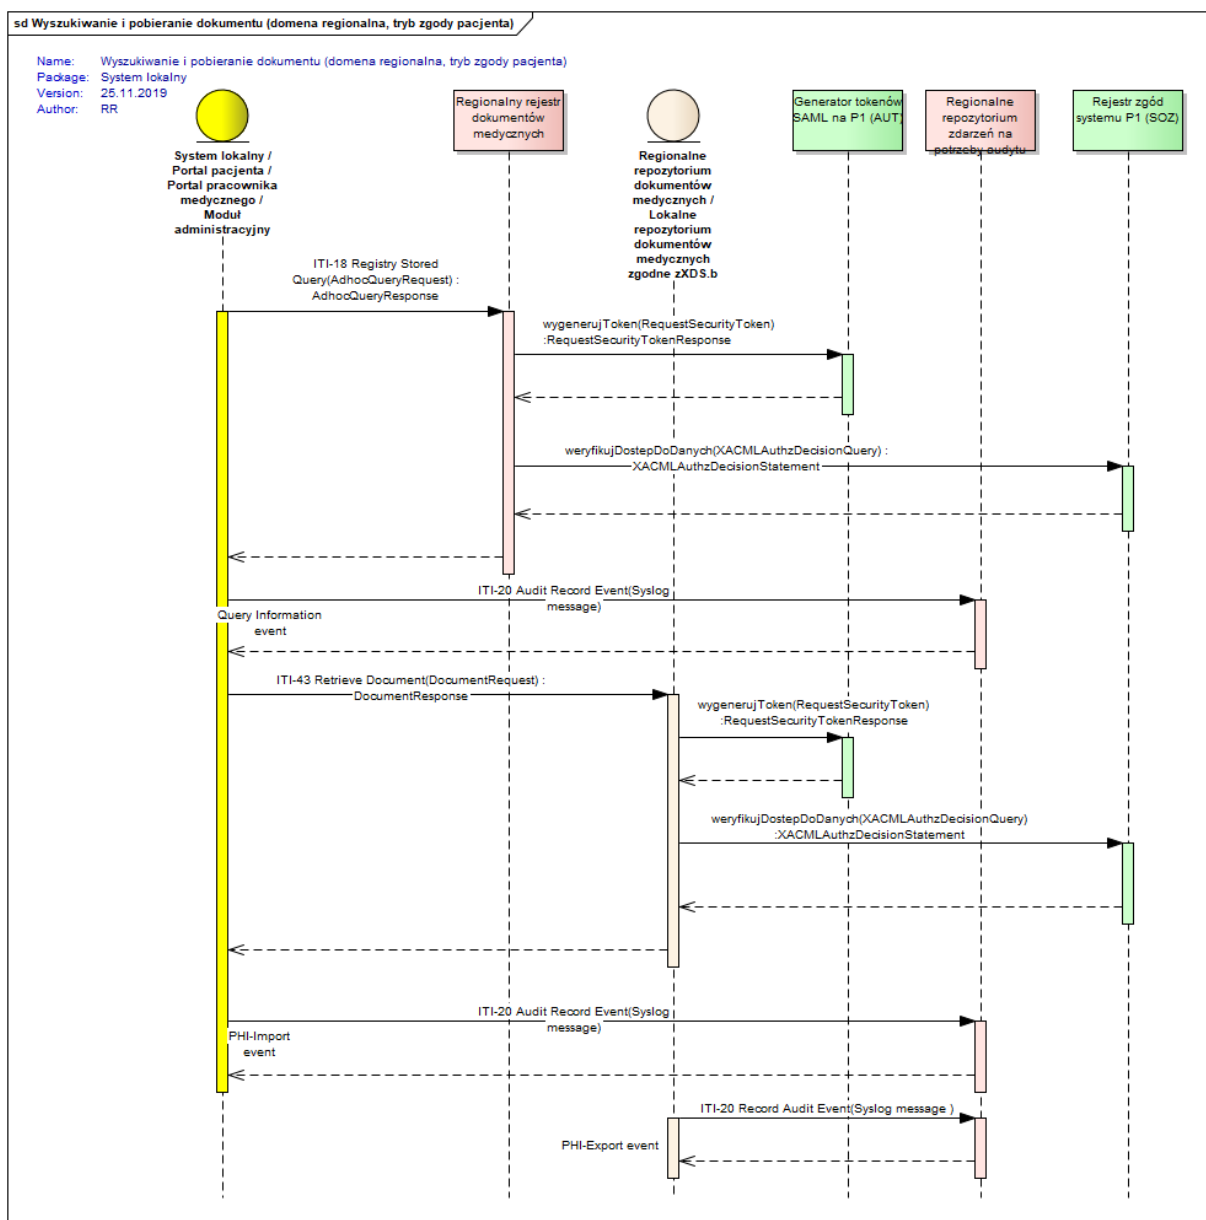 sd Wyszukiwanie i pobieranie dokumentu (domena regionalna, tryb zgody pacjenta)
Name: Wyszukiwanie i pobieranie dokumentu (domena regionalna, tryb zgody pacjenta)
Package: System lokalny
Version: 25.11.2019
Author: RR
System lokalny /
Portal pacjenta /
Portal pracownika
medycznego /
Moduł
administracyjny
Regionalny rejestr
dokumentów
medycznych
Regionalne
repozytorium
dokumentów
medycznych /
Lokalne
repozytorium
dokumentów
medycznych
zgodne zXDS.b
Generator tokenów
SAML na P1 (AUT)
Regionalne
repozytorium
zdarzeń na
potrzeby audytu
Rejestr zgód
systemu P1 (SOZ)
ITI-18 Registry Stored
Query(AdhocQueryRequest) :
AdhocQueryResponse
wygenerujToken(RequestSecurityToken)
:RequestSecurityTokenResponse
weryfikujDostepDoDanych(XACMLAuthzDecisionQuery) :
XACMLAuthzDecisionStatement
ITI-20 Audit Record Event(Syslog
message)
Query Information
event
ITI-43 Retrieve Document(DocumentRequest) :
DocumentResponse
wygenerujToken(RequestSecurityToken)
:RequestSecurityTokenResponse
weryfikujDostepDoDanych(XACMLAuthzDecisionQuery)
:XACMLAuthzDecisionStatement
ITI-20 Audit Record Event(Syslog
message)
PHI-Import
event
ITI-20 Record Audit Event(Syslog message )
PHI-Export event